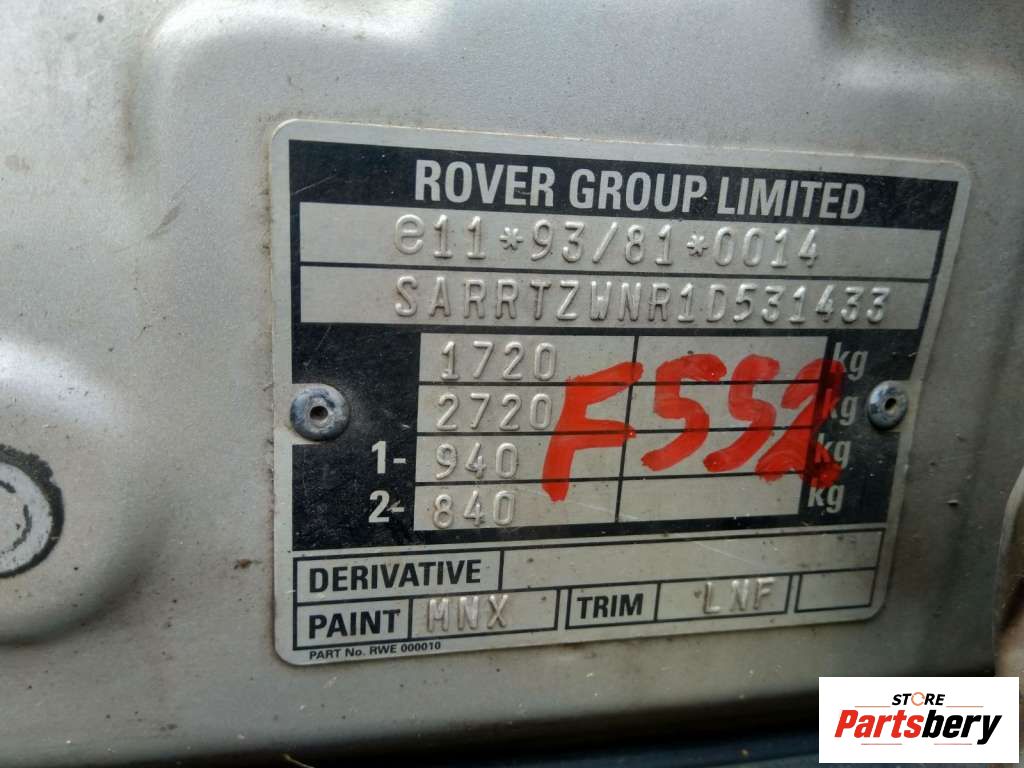 ROVER GROUP LIMITED
e11*93/81*0014
SARRTZWNR1D531433
1720 kg
2720 kg
1- 940 kg
2- 840 kg
F552
DERIVATIVE
PAINT MNX TRIM LNF
PART No. RWE 000010
STORE
Partsbery